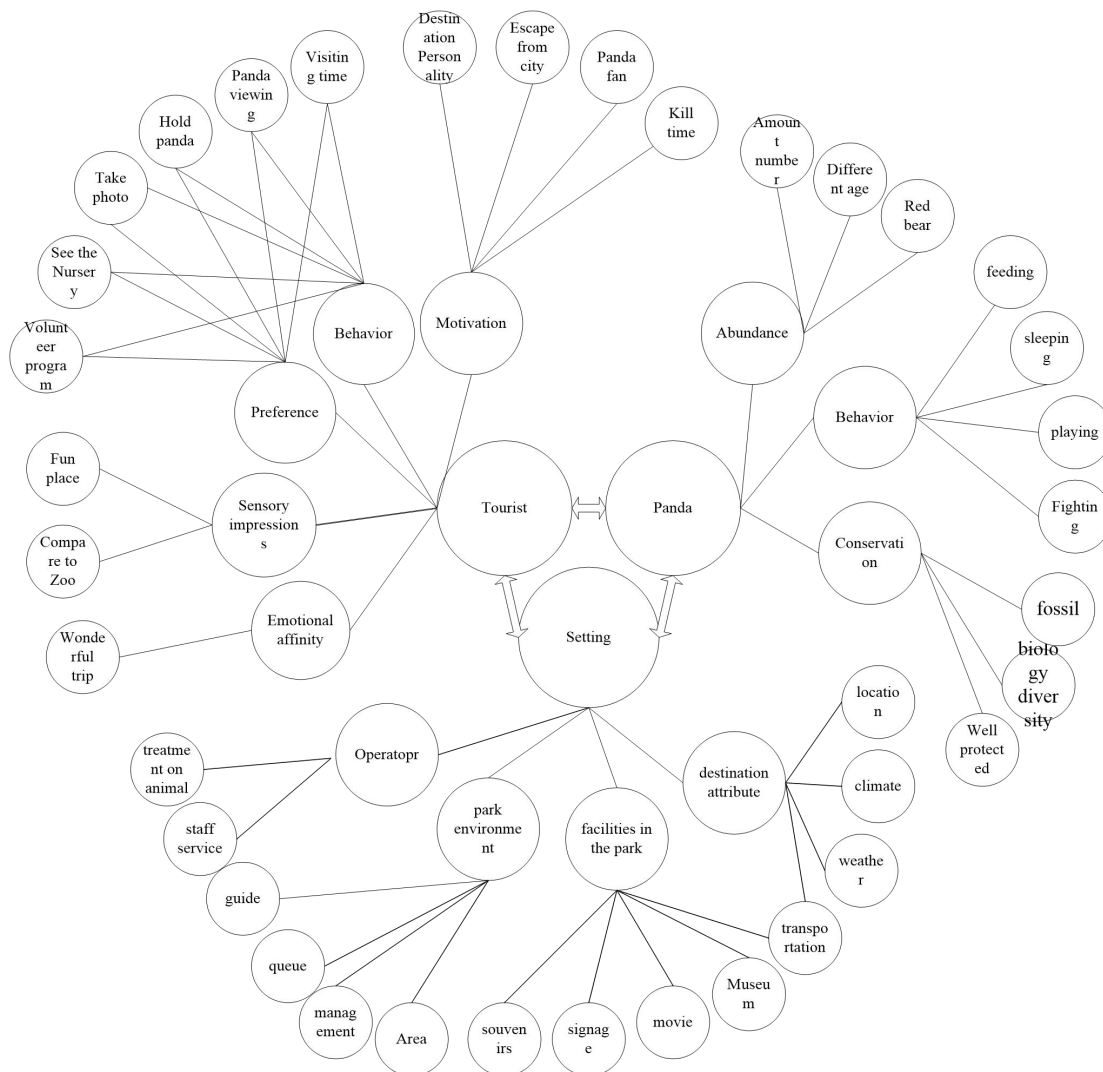 Destin
ation
Person
ality
Escape
from
city
Panda
fan
Kill
time
Visitin
g time
Panda
viewin
g
Hold
panda
Take
photo
See the
Nurser
y
Volunt
eer
progra
m
Amoun
t
numbe
r
Differe
nt age
Red
bear
feeding
sleepin
g
playing
Fightin
g
Behavior
Motivation
Preference
Abundance
Behavior
Fun
place
Compa
re to
Zoo
Sensory
impression
s
Tourist
Panda
Conservati
on
fossil
biolo
gy
diver
sity
Well
protect
ed
Wonde
rful
trip
Emotional
affinity
Setting
Operatopr
treatme
nt on
animal
staff
service
park
environme
nt
facilities in
the park
destination
attribute
locatio
n
climate
weathe
r
transpo
rtation
guide
queue
manag
ement
Area
souven
irs
signag
e
movie
Museu
m